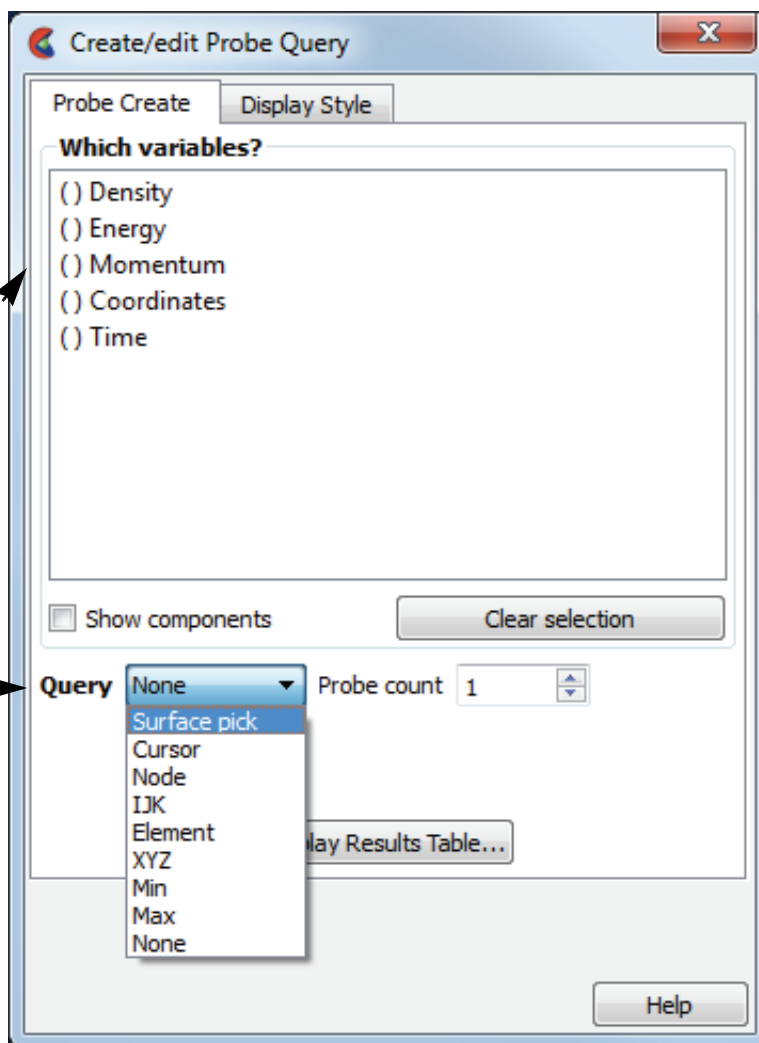 Create/edit Probe Query
Probe Create Display Style
Which variables?
( ) Density
( ) Energy
( ) Momentum
( ) Coordinates
( ) Time
Show components Clear selection
Query None Probe count 1
Surface pick
Cursor
Node
IJK
Element
lay Results Table...
XYZ
Min
Max
None
Help